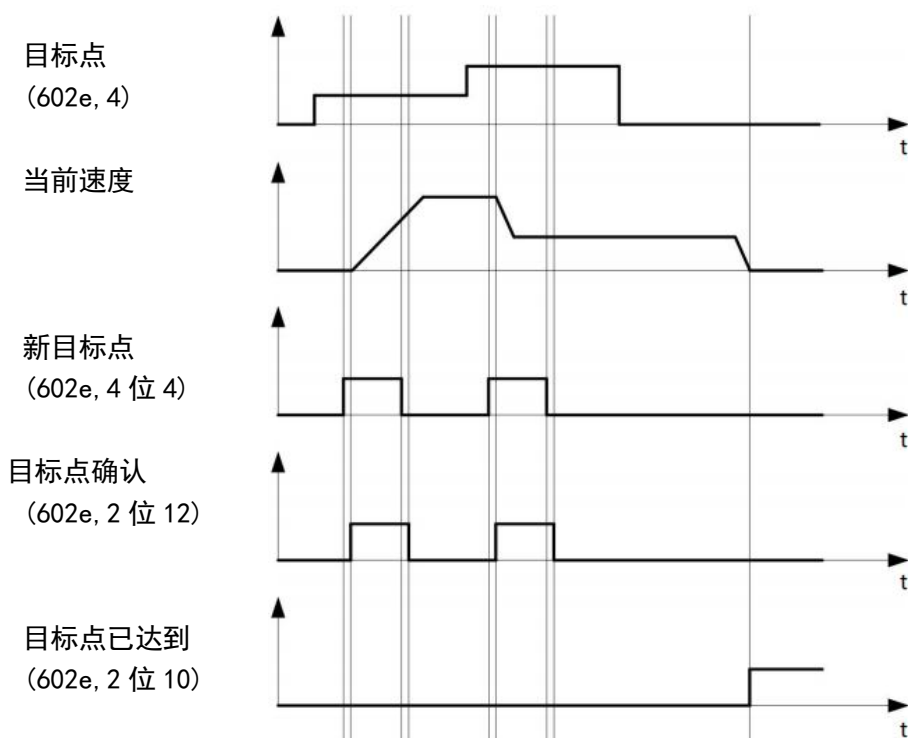 目标点
(602e, 4)
t
当前速度
t
新目标点
(602e, 4 位 4)
t
目标点确认
(602e, 2 位 12)
t
目标点已达到
(602e, 2 位 10)
t